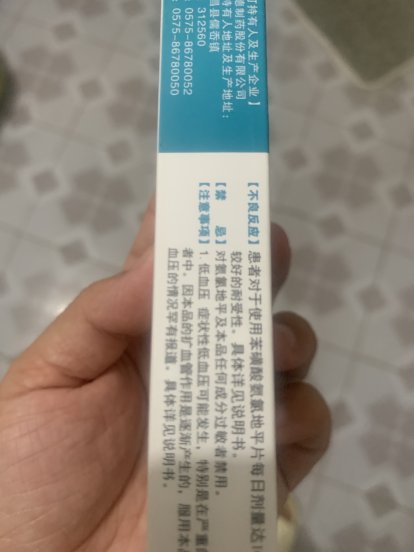 持有人及生产企业】
德制药股份有限公司
持有人地址及生产地址：
昌县儒岙镇
312560
：0575-86780052
：0575-86780050
【不良反应】患者对于使用苯磺酸氨氯地平片每日剂量达1
较好的耐受性。具体详见说明书。
【禁　忌】对氨氯地平及本品任何成分过敏者禁用。
【注意事项】1.低血压 症状性低血压可能发生，特别是在严重
者中。因本品的扩血管作用是逐渐产生的，服用本
血压的情况罕有报道。具体详见说明书。